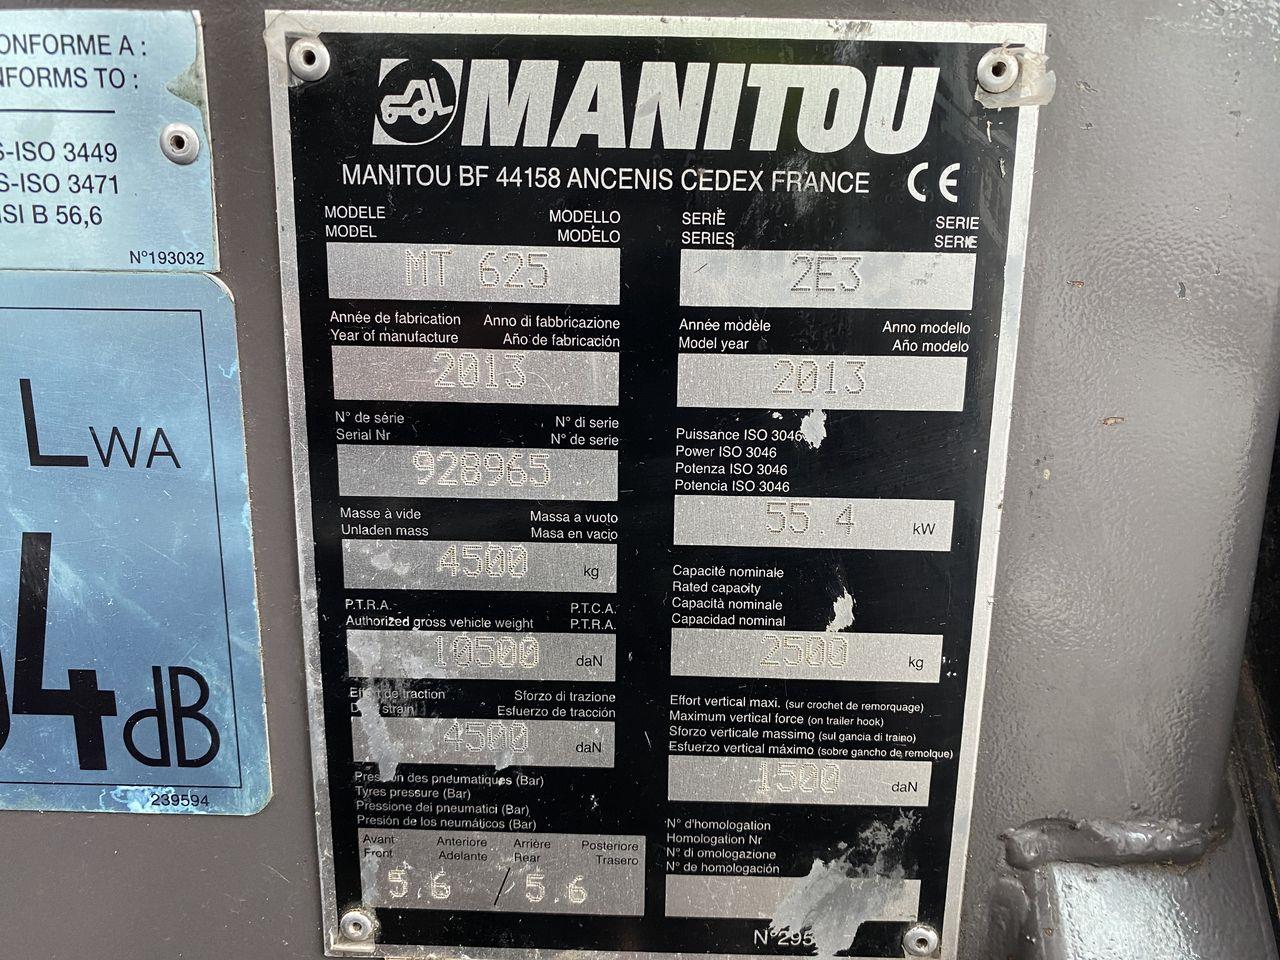 ONFORME A :
NFORMS TO :
S-ISO 3449
S-ISO 3471
SI B 56,6
N°193032
LWA
4dB
239594
MANITOU
MANITOU BF 44158 ANCENIS CEDEX FRANCE CE
MODELE MODELLO
MODEL MODELO
MT 625
SERIE SERIE
SERIES SERIE
2E3
Année de fabrication Anno di fabbricazione
Year of manufacture Año de fabricación
2013
Année modèle Anno modello
Model year Año modelo
2013
N° de série N° di serie
Serial Nr N° de serie
928965
Puissance ISO 3046
Power ISO 3046
Potenza ISO 3046
Potencia ISO 3046
55.4 kW
Masse à vide Massa a vuoto
Unladen mass Masa en vacio
4500 kg
Capacité nominale
Rated capacity
Capacità nominale
Capacidad nominal
2500 kg
P.T.R.A. P.T.C.A.
Authorized gross vehicle weight P.T.R.A.
10500 daN
Effort de traction Sforzo di trazione
strain Esfuerzo de tracción
4500 daN
Effort vertical maxi. (sur crochet de remorquage)
Maximum vertical force (on trailer hook)
Sforzo verticale massimo (sul gancia di traino)
Esfuerzo vertical máximo (sobre gancho de remolque)
1500 daN
Pression des pneumatiques (Bar)
Tyres pressure (Bar)
Pressione dei pneumatici (Bar)
Presión de los neumáticos (Bar)
Avant Anteriore Arrière Posteriore
Front Adelante Rear Trasero
5.6 / 5.6
N° d'homologation
Homologation Nr
N° di omologazione
N° de homologación
N°295